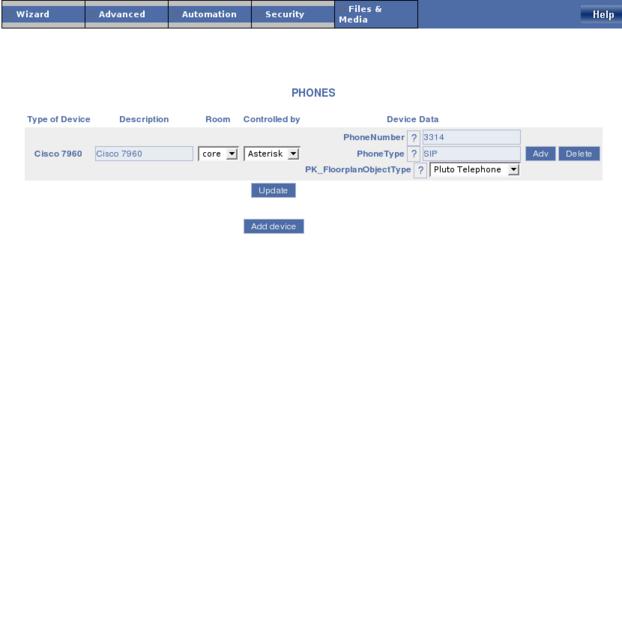 Wizard Advanced Automation Security Files &
Media
Help
PHONES
Type of Device Description Room Controlled by Device Data
PhoneNumber ? 3314
Cisco 7960 Cisco 7960 core Asterisk PhoneType ? SIP Adv Delete
PK_FloorplanObjectType ? Pluto Telephone
Update
Add device